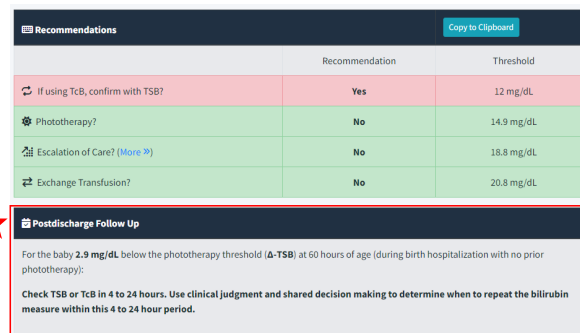 Recommendations Copy to Clipboard
Recommendation Threshold
If using TcB, confirm with TSB? Yes 12 mg/dL
Phototherapy? No 14.9 mg/dL
Escalation of Care? (More ») No 18.8 mg/dL
Exchange Transfusion? No 20.8 mg/dL
Postdischarge Follow Up
For the baby 2.9 mg/dL below the phototherapy threshold (Δ-TSB) at 60 hours of age (during birth hospitalization with no prior
phototherapy):
Check TSB or TcB in 4 to 24 hours. Use clinical judgment and shared decision making to determine when to repeat the bilirubin
measure within this 4 to 24 hour period.